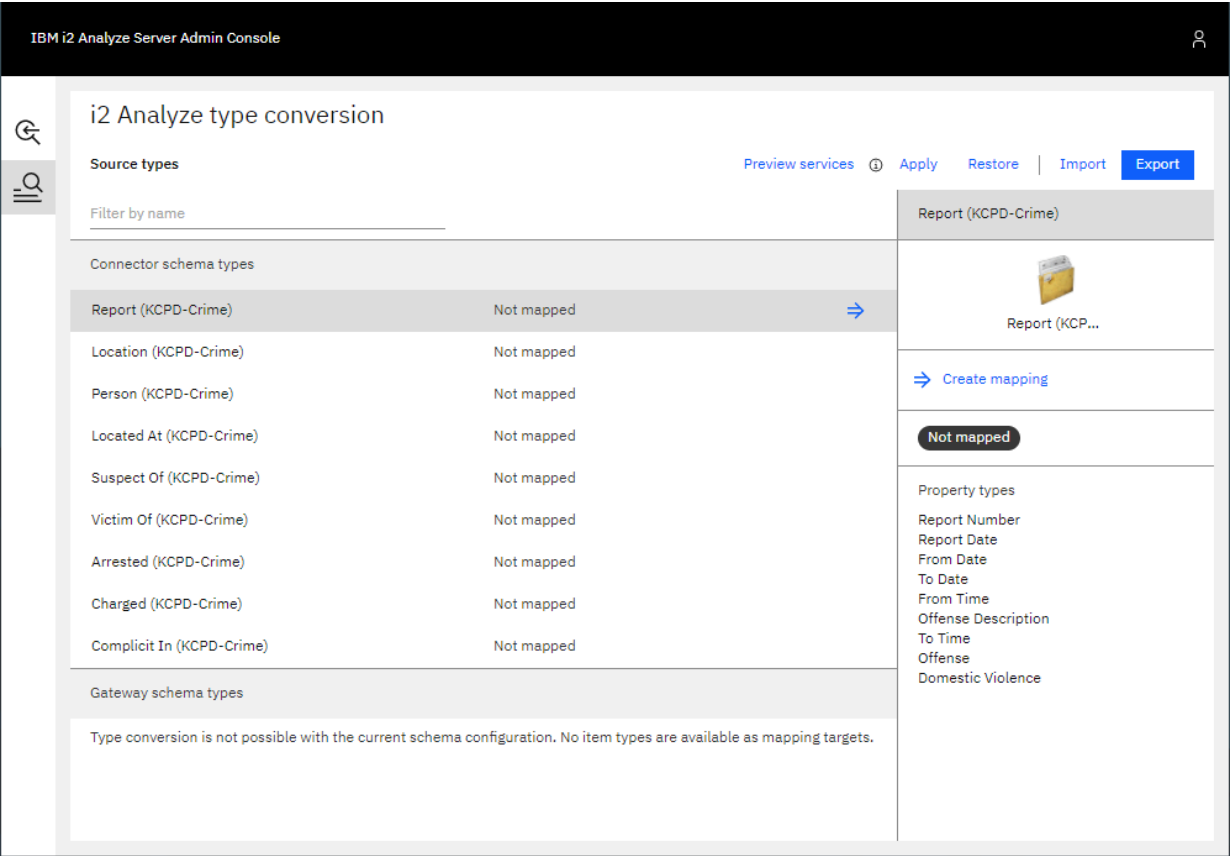 IBM i2 Analyze Server Admin Console
i2 Analyze type conversion
Source types
Preview services Apply Restore Import Export
Filter by name
Connector schema types
Report (KCPD-Crime) Not mapped
Location (KCPD-Crime) Not mapped
Person (KCPD-Crime) Not mapped
Located At (KCPD-Crime) Not mapped
Suspect Of (KCPD-Crime) Not mapped
Victim Of (KCPD-Crime) Not mapped
Arrested (KCPD-Crime) Not mapped
Charged (KCPD-Crime) Not mapped
Complicit In (KCPD-Crime) Not mapped
Gateway schema types
Type conversion is not possible with the current schema configuration. No item types are available as mapping targets.
Report (KCPD-Crime)
Report (KCP...
Create mapping
Not mapped
Property types
Report Number
Report Date
From Date
To Date
From Time
Offense Description
To Time
Offense
Domestic Violence